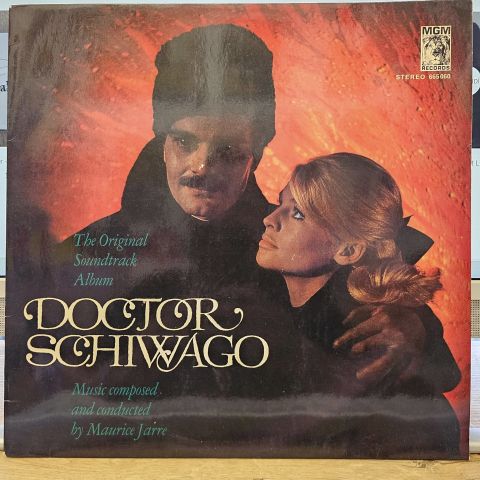 MGM
RECORDS
STEREO 665 060
The Original
Soundtrack
Album
DOCTOR
SCHIWAGO
Music composed
and conducted
by Maurice Jarre